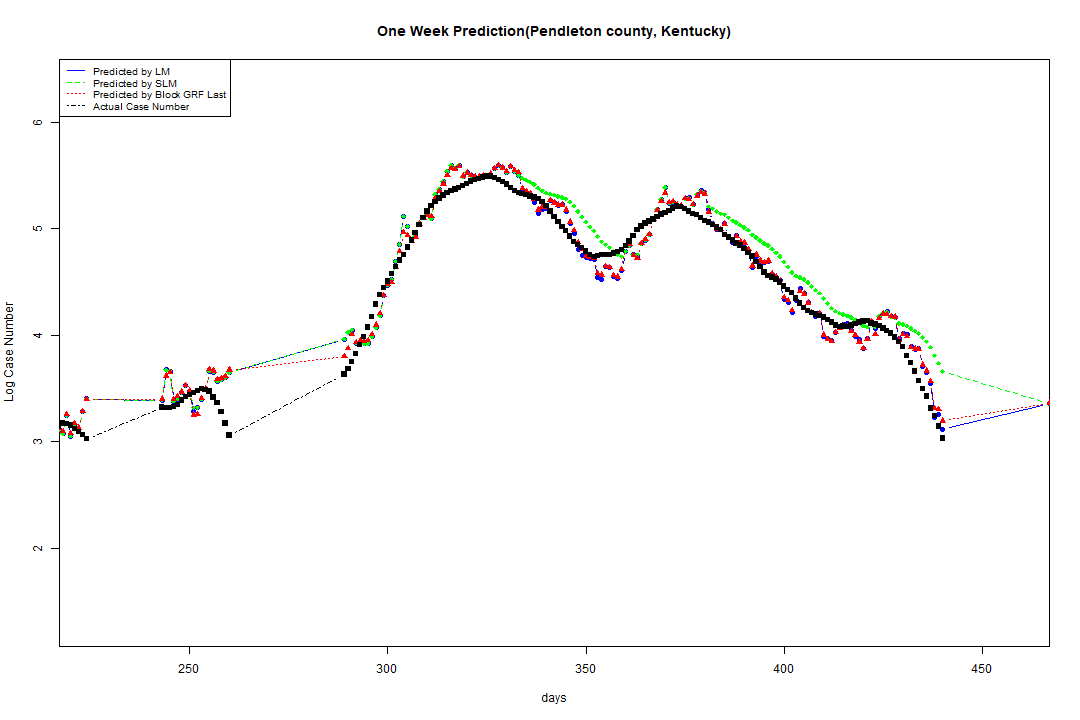 One Week Prediction(Pendleton county, Kentucky)
Predicted by LM
Predicted by SLM
Predicted by Block GRF Last
Actual Case Number
6
5
4
3
2
Log Case Number
250
300
350
400
450
days